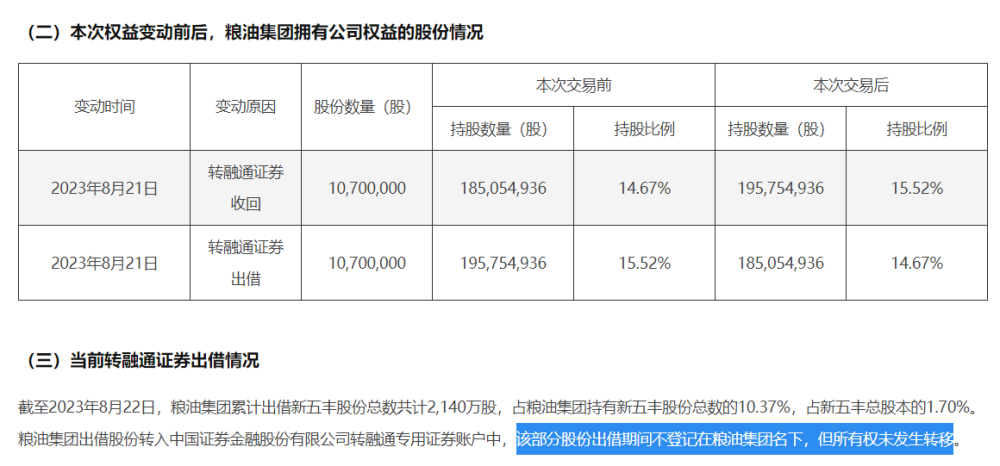 （二）本次权益变动前后，粮油集团拥有公司权益的股份情况
变动时间 变动原因 股份数量（股） 本次交易前 本次交易后
持股数量（股） 持股比例 持股数量（股） 持股比例
2023年8月21日 转融通证券收回 10,700,000 185,054,936 14.67% 195,754,936 15.52%
2023年8月21日 转融通证券出借 10,700,000 195,754,936 15.52% 185,054,936 14.67%
（三）当前转融通证券出借情况
截至2023年8月22日，粮油集团累计出借新五丰股份总数共计2,140万股，占粮油集团持有新五丰股份总数的10.37%，占新五丰总股本的1.70%。
粮油集团出借股份转入中国证券金融股份有限公司转融通专用证券账户中，该部分股份出借期间不登记在粮油集团名下，但所有权未发生转移。